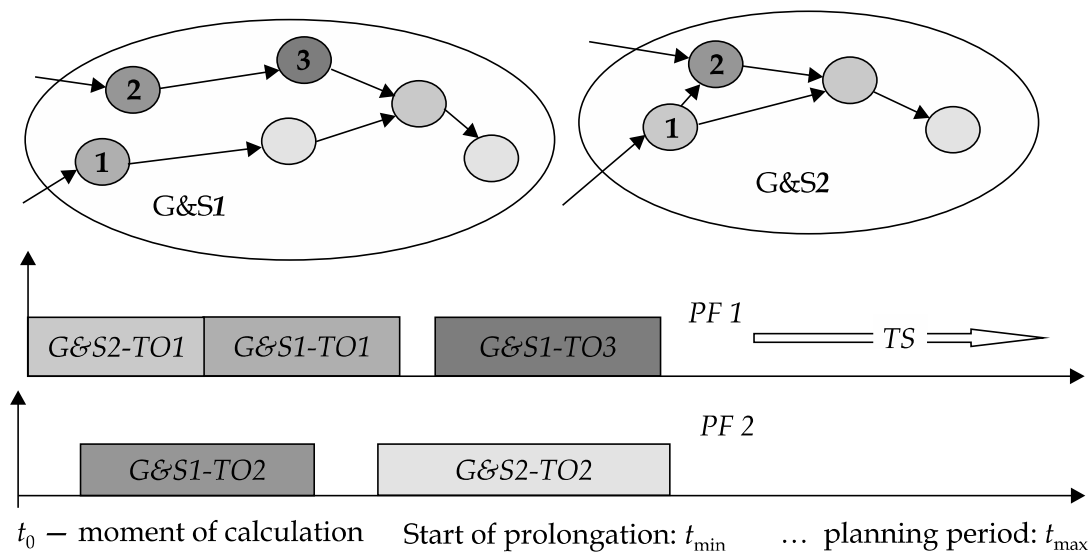 3
2
2
1
1
G&S1
G&S2
PF 1
G&S2-TO1 G&S1-TO1 G&S1-TO3
TS
PF 2
G&S1-TO2 G&S2-TO2
t₀ – moment of calculation Start of prolongation: tmin ... planning period: tmax